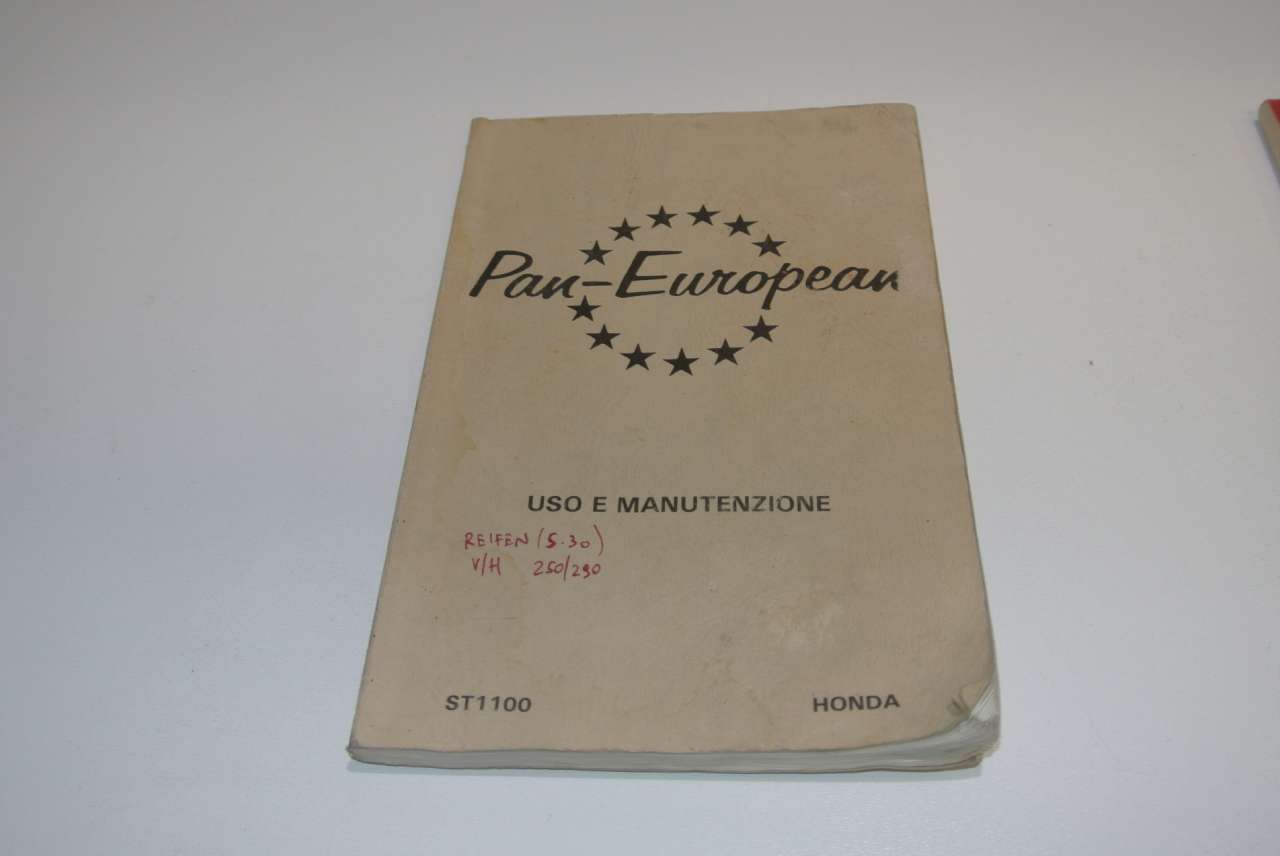 Pan-European
USO E MANUTENZIONE
REIFEN (S.30)
V/H 250/290
ST1100
HONDA